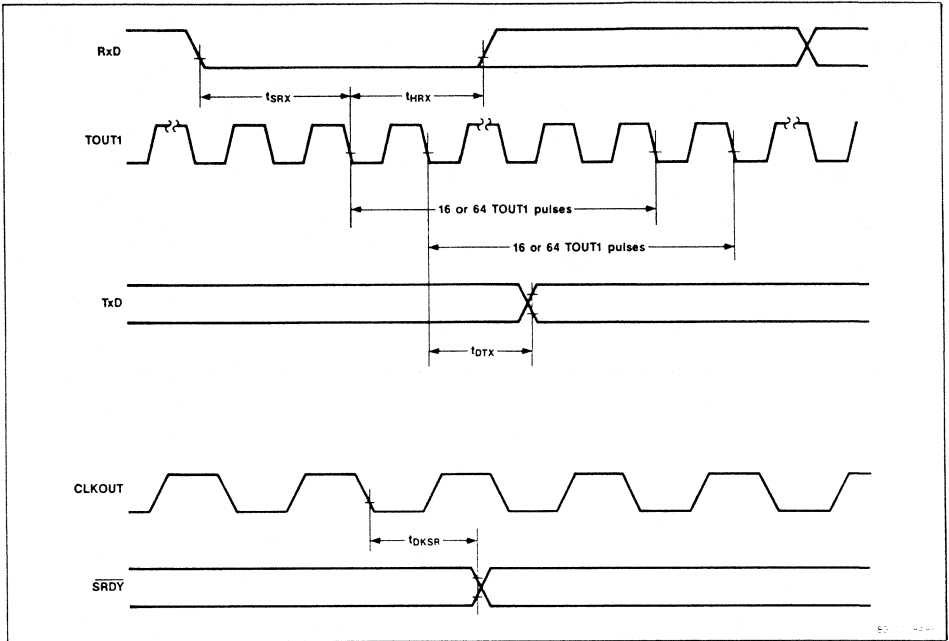 RxD
tSRX
tHRX
TOUT1
16 or 64 TOUT1 pulses
16 or 64 TOUT1 pulses
TxD
tDTX
CLKOUT
tDKSR
SRDY